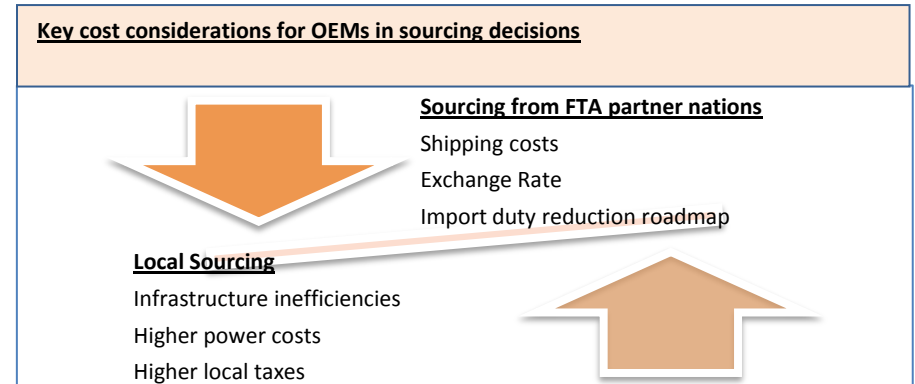 Key cost considerations for OEMs in sourcing decisions
Sourcing from FTA partner nations
Shipping costs
Exchange Rate
Import duty reduction roadmap
Local Sourcing
Infrastructure inefficiencies
Higher power costs
Higher local taxes